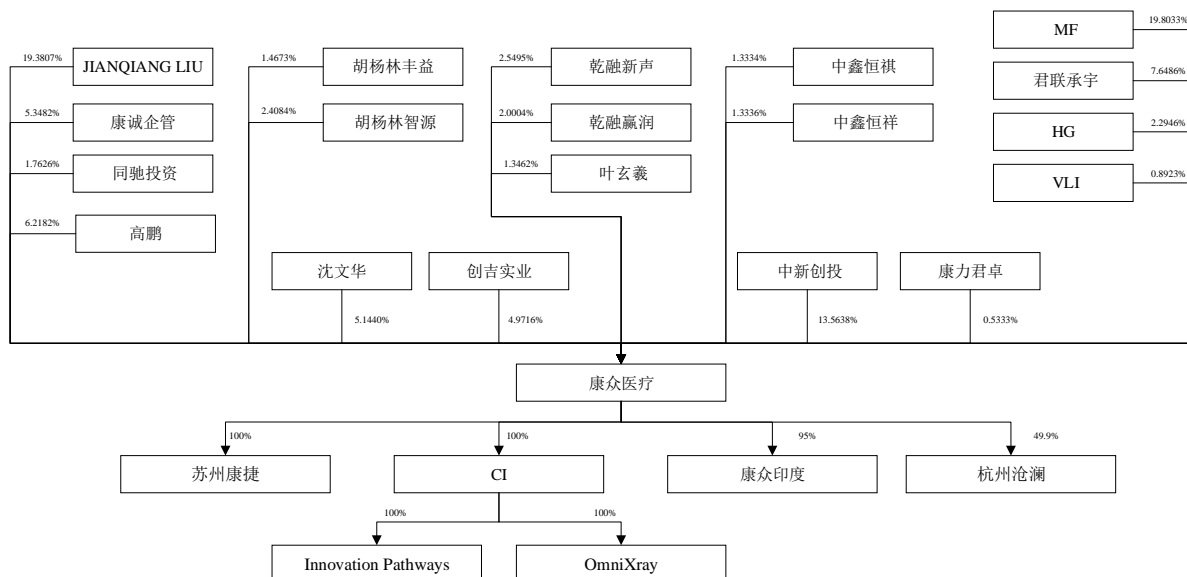 MF
19.8033%
19.3807%
JIANQIANG LIU
1.4673%
胡杨林丰益
2.5495%
乾融新声
1.3334%
中鑫恒祺
君联承宇
7.6486%
5.3482%
康诚企管
2.4084%
胡杨林智源
2.0004%
乾融赢润
1.3336%
中鑫恒祥
HG
2.2946%
1.7626%
同驰投资
1.3462%
叶玄羲
VLI
0.8923%
6.2182%
高鹏
沈文华
创吉实业
中新创投
康力君卓
5.1440%
4.9716%
13.5638%
0.5333%
康众医疗
100%
100%
95%
49.9%
苏州康捷
CI
康众印度
杭州沧澜
100%
100%
Innovation Pathways
OmniXray